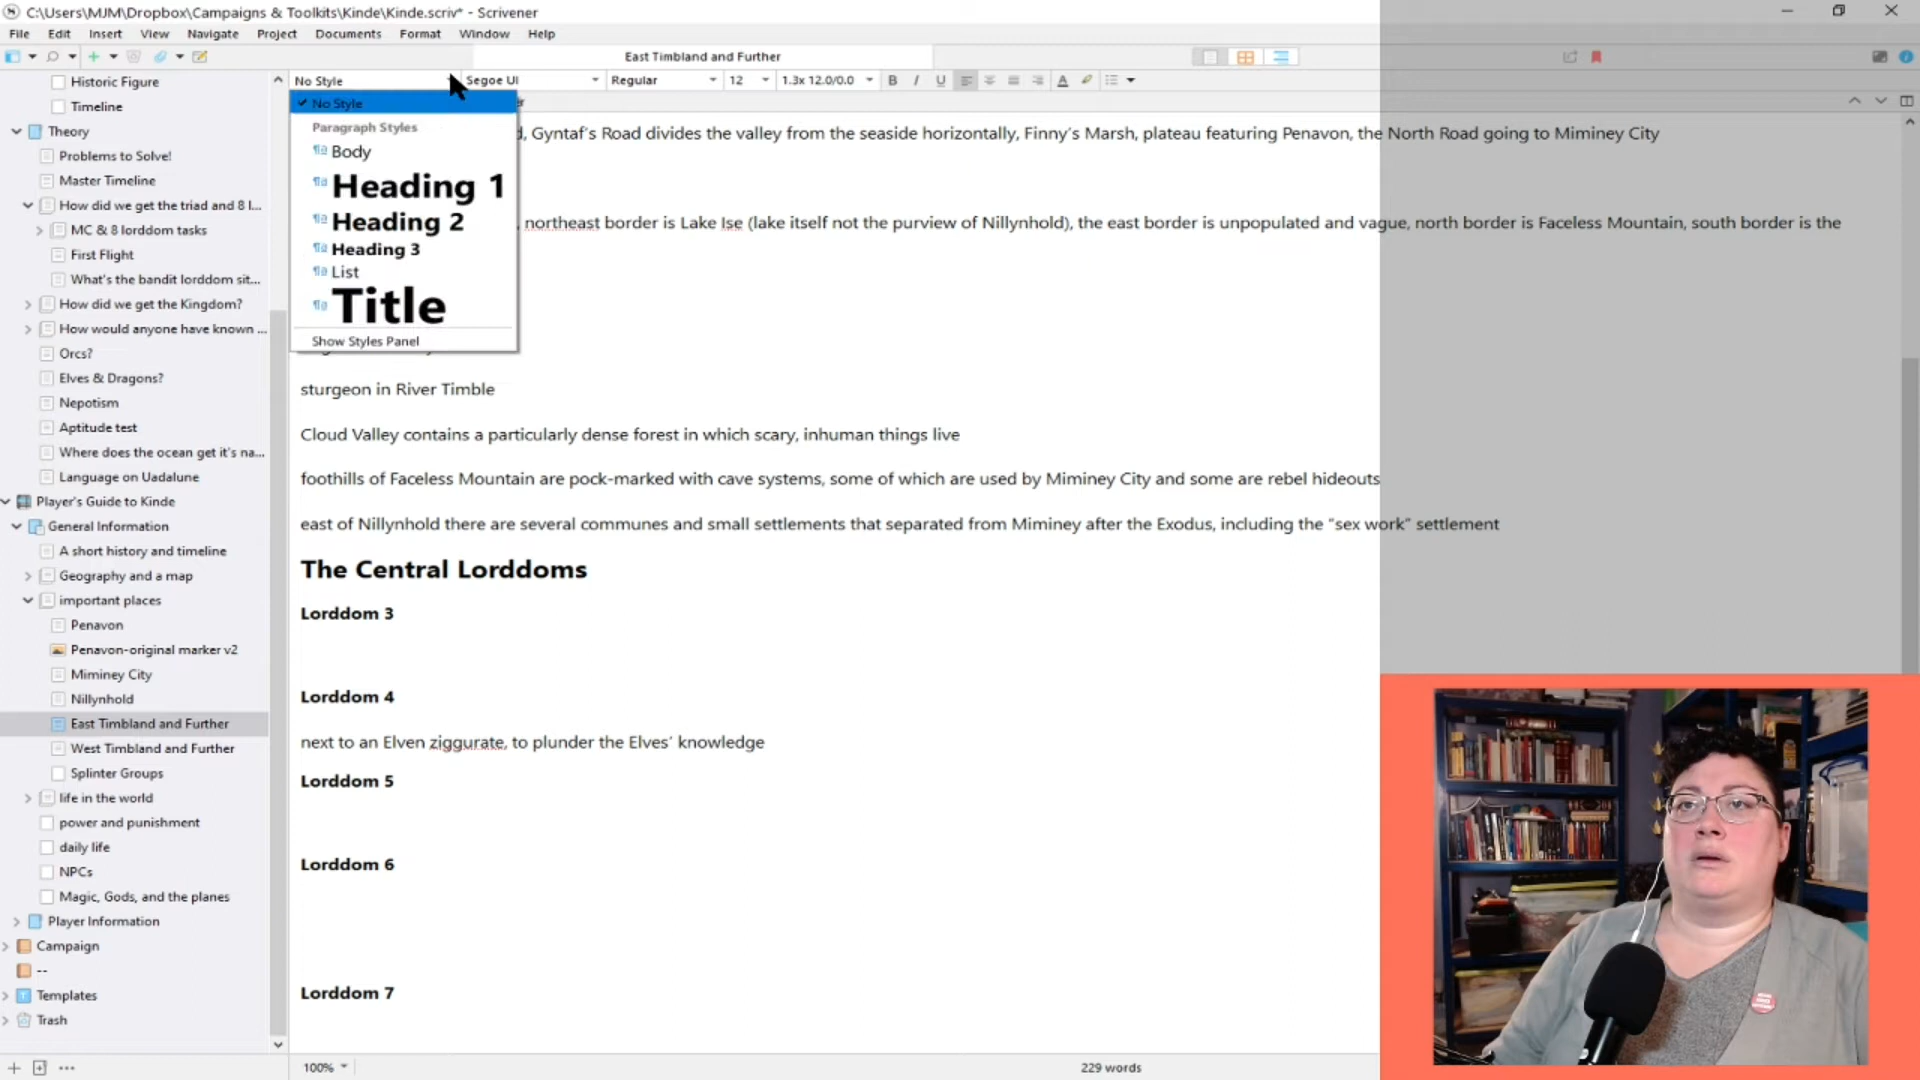 C:\Users\MJM\Dropbox\Campaigns & Toolkits\Kinde\Kinde.scriv* - Scrivener
File Edit Insert View Navigate Project Documents Format Window Help
East Timbland and Further
No Style Segoe UI Regular 12 1.3x 12.0/0.0 B I U A
Historic Figure
Timeline
Theory
Problems to Solve!
Master Timeline
How did we get the triad and 8 l...
MC & 8 lorddom tasks
First Flight
What's the bandit lorddom sit...
How did we get the Kingdom?
How would anyone have known ...
Orcs?
Elves & Dragons?
Nepotism
Aptitude test
Where does the ocean get it's na...
Language on Uadalune
Player's Guide to Kinde
General Information
A short history and timeline
Geography and a map
important places
Penavon
Penavon-original marker v2
Miminey City
Nillynhold
East Timbland and Further
West Timbland and Further
Splinter Groups
life in the world
power and punishment
daily life
NPCs
Magic, Gods, and the planes
Player Information
Campaign
--
Templates
Trash
No Style
Paragraph Styles
Body
Heading 1
Heading 2
Heading 3
List
Title
Show Styles Panel
, Gyntaf's Road divides the valley from the seaside horizontally, Finny's Marsh, plateau featuring Penavon, the North Road going to Miminey City
, northeast border is Lake Ise (lake itself not the purview of Nillynhold), the east border is unpopulated and vague, north border is Faceless Mountain, south border is the
sturgeon in River Timble
Cloud Valley contains a particularly dense forest in which scary, inhuman things live
foothills of Faceless Mountain are pock-marked with cave systems, some of which are used by Miminey City and some are rebel hideouts
east of Nillynhold there are several communes and small settlements that separated from Miminey after the Exodus, including the "sex work" settlement
The Central Lorddoms
Lorddom 3
Lorddom 4
next to an Elven ziggurate, to plunder the Elves' knowledge
Lorddom 5
Lorddom 6
Lorddom 7
100%
229 words